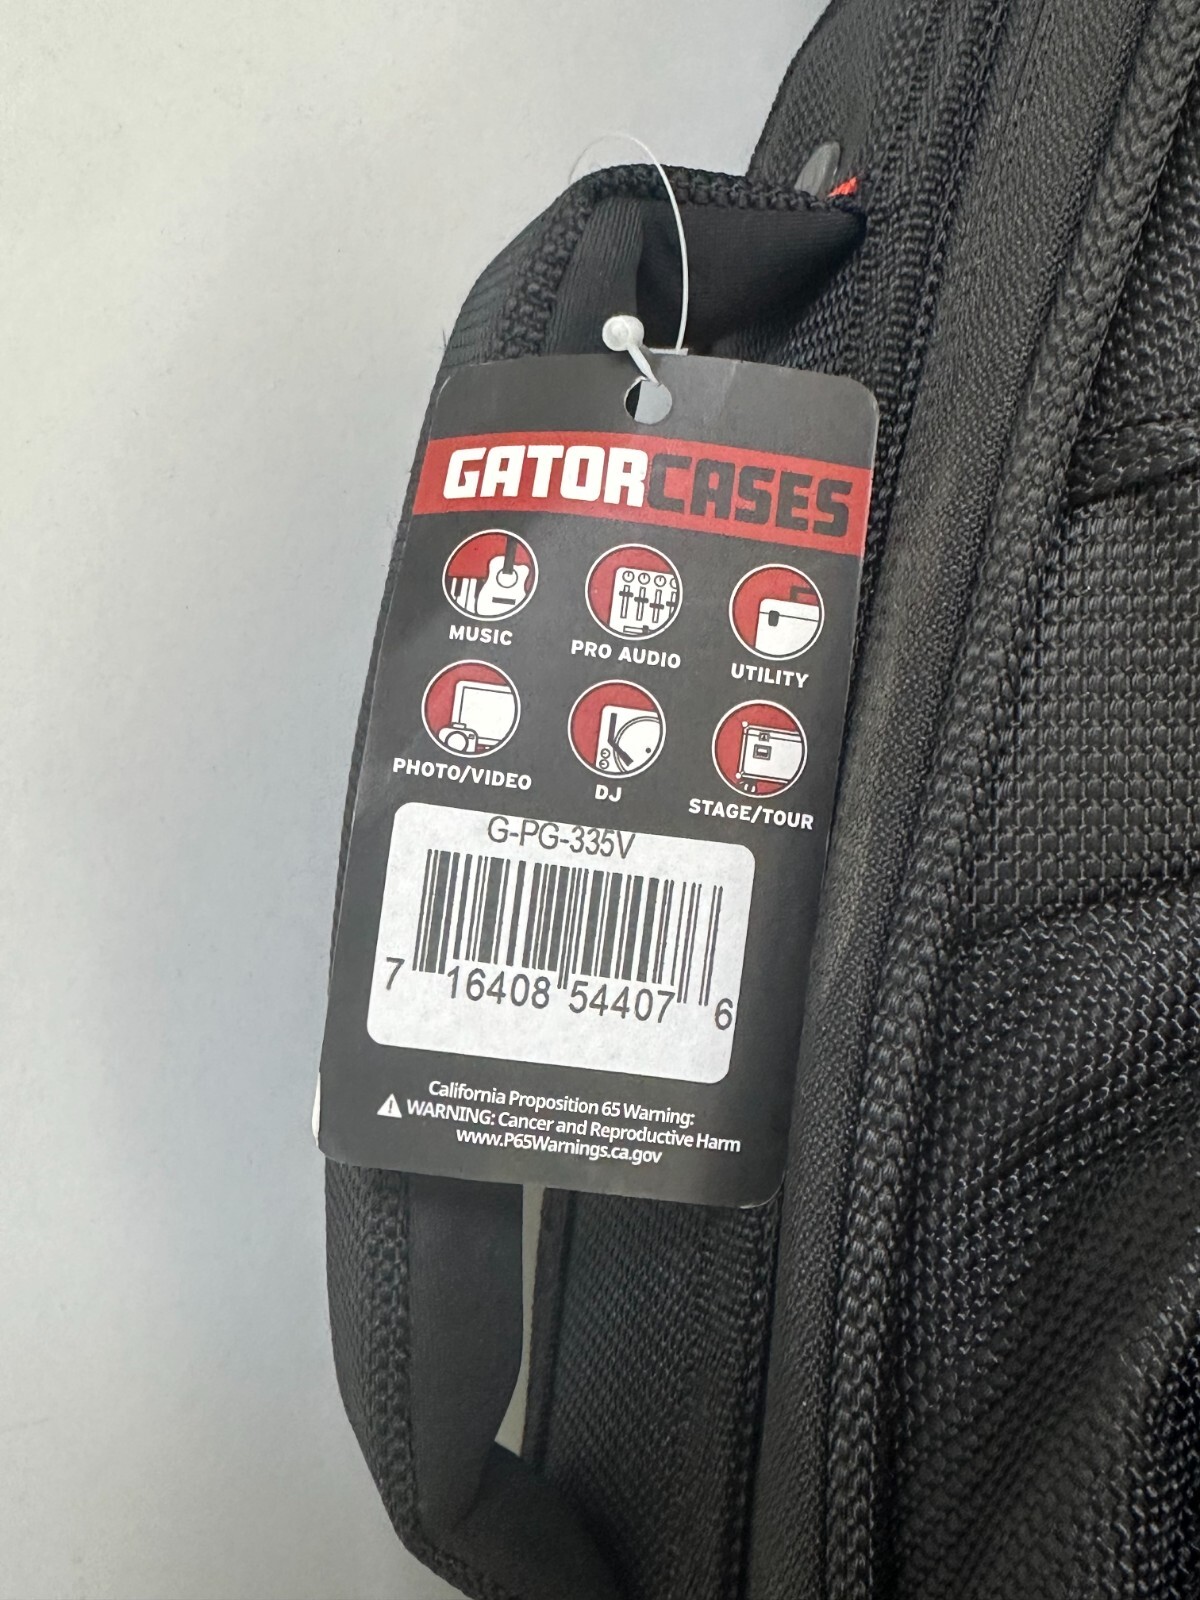 GATORCASES
MUSIC
PRO AUDIO
UTILITY
PHOTO/VIDEO
DJ
STAGE/TOUR
G-PG-335V
7 16408 54407 6
California Proposition 65 Warning:
WARNING: Cancer and Reproductive Harm
www.P65Warnings.ca.gov